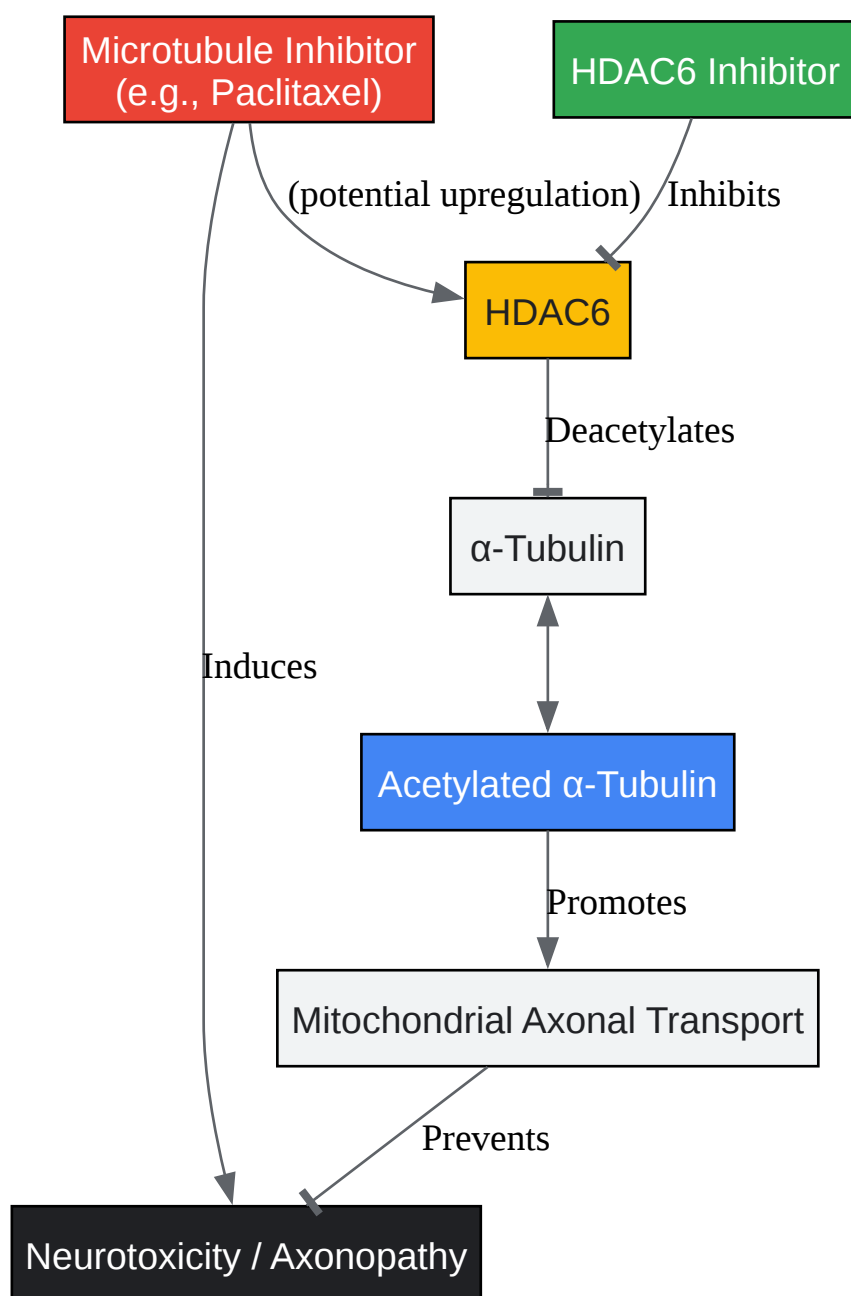 Microtubule Inhibitor
(e.g., Paclitaxel)
HDAC6 Inhibitor
(potential upregulation)
Inhibits
HDAC6
Deacetylates
α-Tubulin
Induces
Acetylated α-Tubulin
Promotes
Mitochondrial Axonal Transport
Prevents
Neurotoxicity / Axonopathy